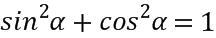 sin²α + cos²α = 1